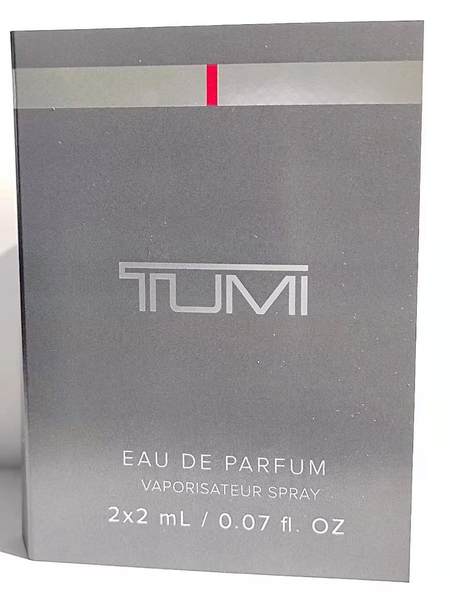 TUMI
EAU DE PARFUM
VAPORISATEUR SPRAY
2x2 mL / 0.07 fl. OZ